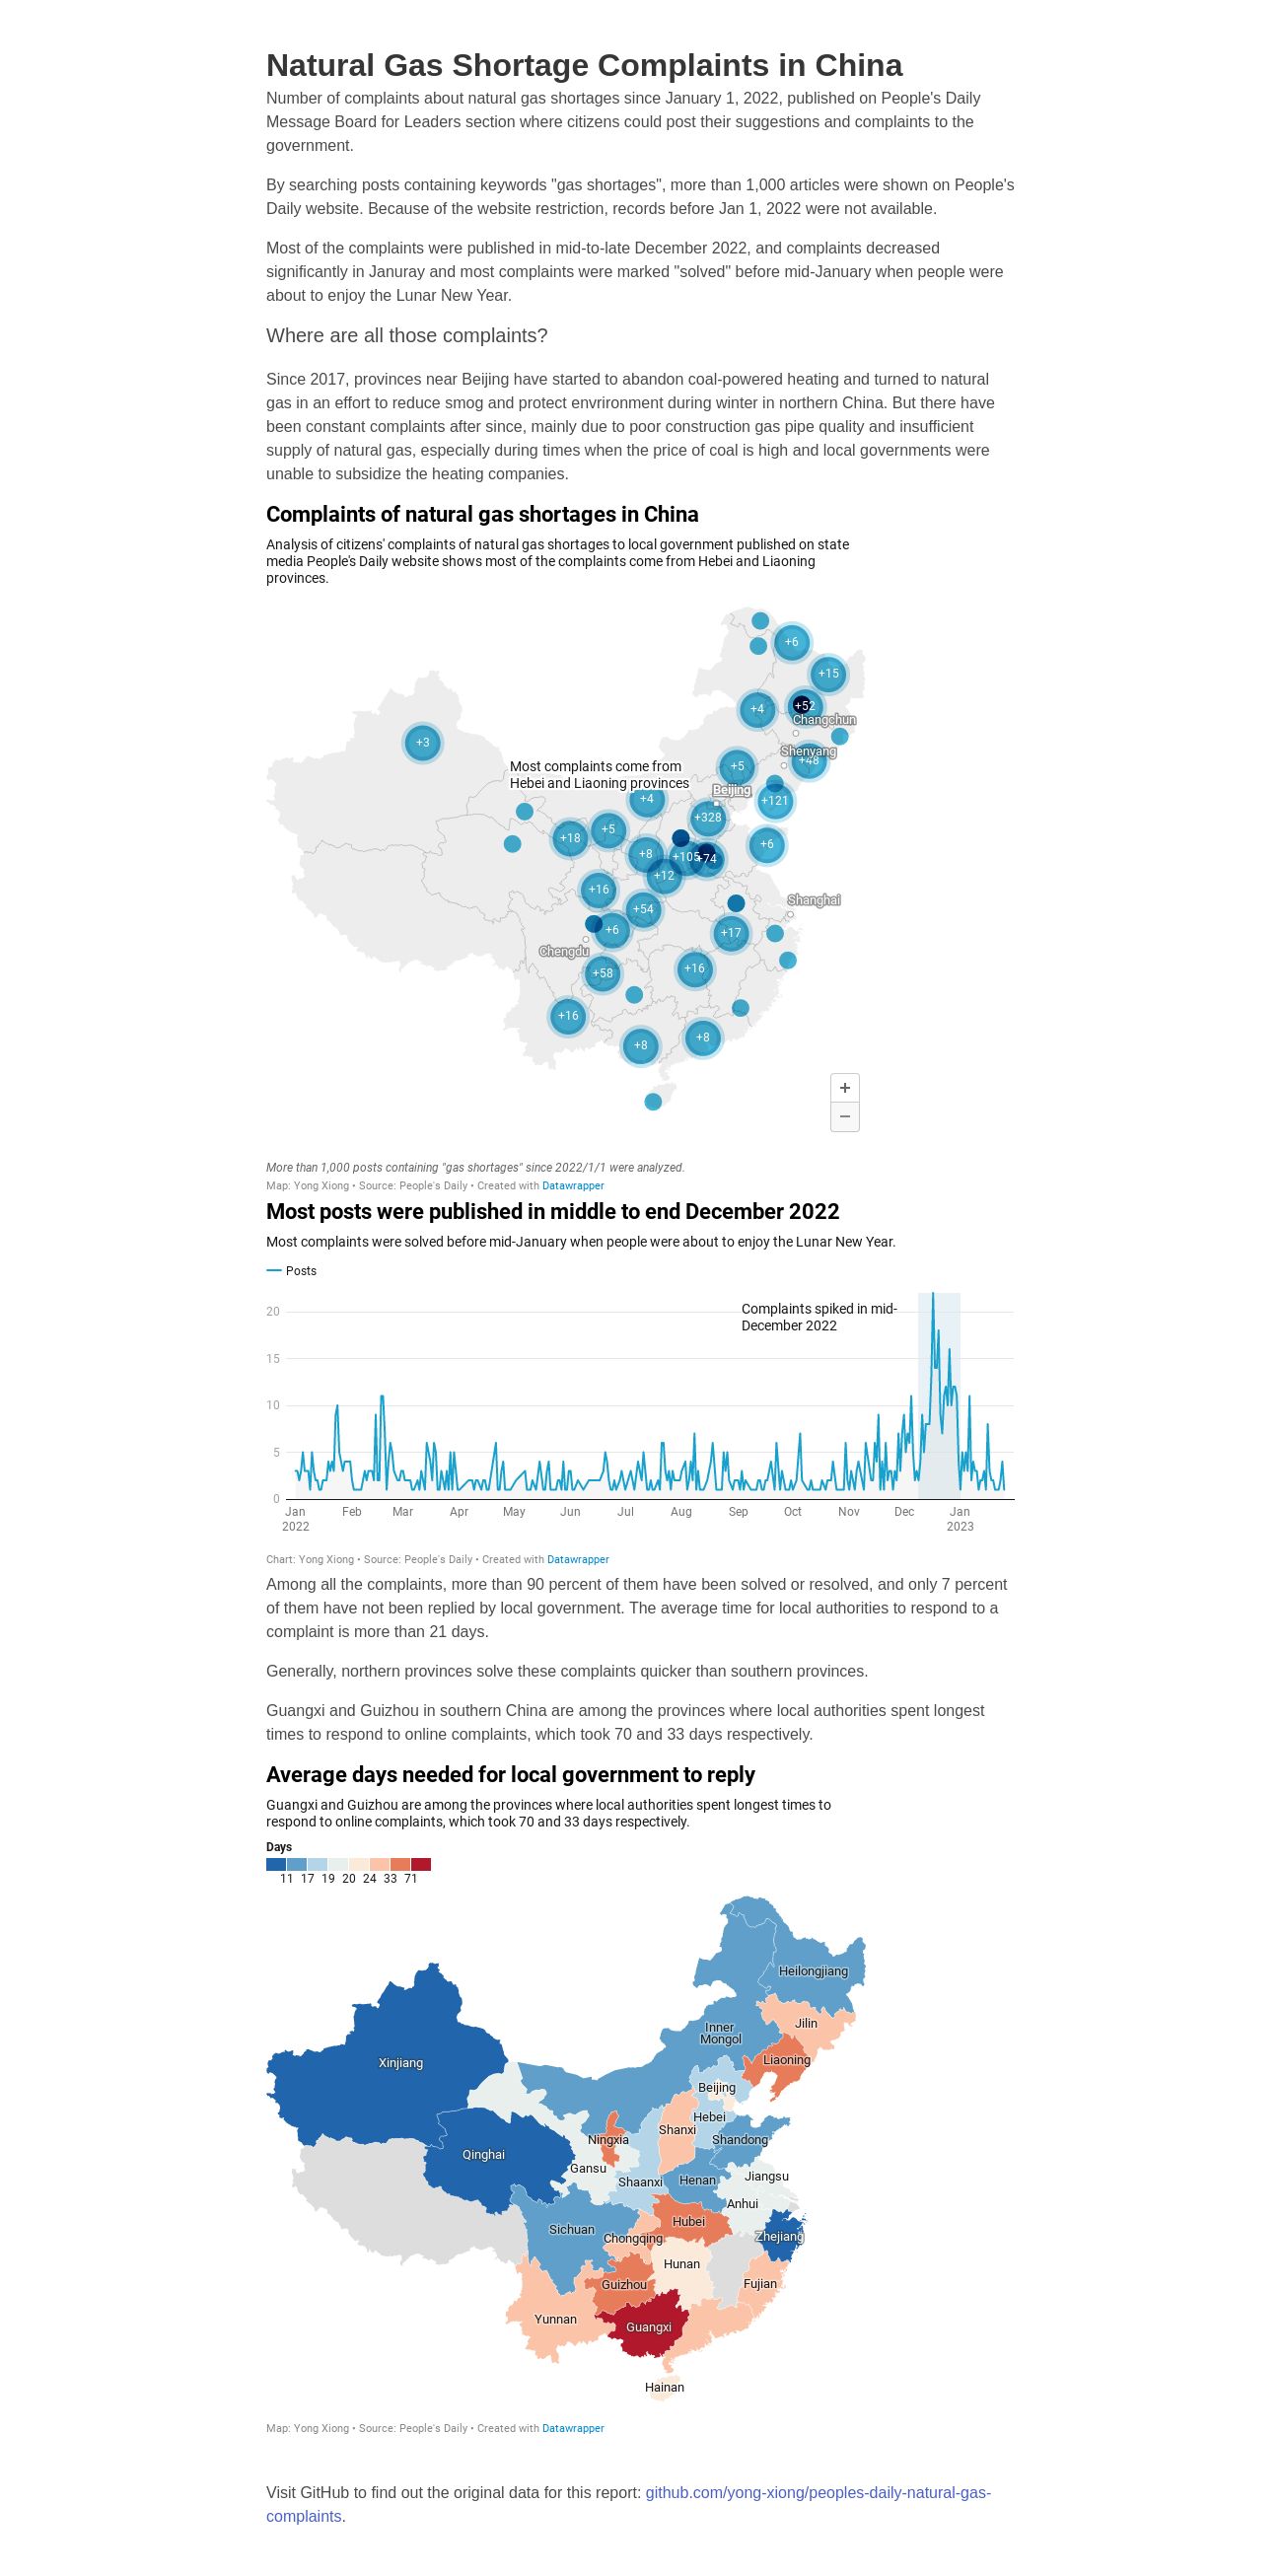 Natural Gas Shortage Complaints in China
Number of complaints about natural gas shortages since January 1, 2022, published on People's Daily
Message Board for Leaders section where citizens could post their suggestions and complaints to the
government.
By searching posts containing keywords "gas shortages", more than 1,000 articles were shown on People's
Daily website. Because of the website restriction, records before Jan 1, 2022 were not available.
Most of the complaints were published in mid-to-late December 2022, and complaints decreased
significantly in Januray and most complaints were marked "solved" before mid-January when people were
about to enjoy the Lunar New Year.
Where are all those complaints?
Since 2017, provinces near Beijing have started to abandon coal-powered heating and turned to natural
gas in an effort to reduce smog and protect envrironment during winter in northern China. But there have
been constant complaints after since, mainly due to poor construction gas pipe quality and insufficient
supply of natural gas, especially during times when the price of coal is high and local governments were
unable to subsidize the heating companies.
Complaints of natural gas shortages in China
Analysis of citizens' complaints of natural gas shortages to local government published on state
media People's Daily website shows most of the complaints come from Hebei and Liaoning
provinces.
+6
+15
+52
+4
Changchun
+3
Shenyang
+48
Most complaints come from
Hebei and Liaoning provinces
+5
Beijing
+4
+121
+328
+5
+18
+6
+8
+105
+74
+12
+16
Shanghai
+54
+6
+17
Chengdu
+58
+16
+16
+8
+8
+
−
More than 1,000 posts containing "gas shortages" since 2022/1/1 were analyzed.
Map: Yong Xiong • Source: People's Daily • Created with Datawrapper
Most posts were published in middle to end December 2022
Most complaints were solved before mid-January when people were about to enjoy the Lunar New Year.
Posts
Complaints spiked in mid-
December 2022
20
15
10
5
0
Jan Feb Mar Apr May Jun Jul Aug Sep Oct Nov Dec Jan
2022 2023
Chart: Yong Xiong • Source: People's Daily • Created with Datawrapper
Among all the complaints, more than 90 percent of them have been solved or resolved, and only 7 percent
of them have not been replied by local government. The average time for local authorities to respond to a
complaint is more than 21 days.
Generally, northern provinces solve these complaints quicker than southern provinces.
Guangxi and Guizhou in southern China are among the provinces where local authorities spent longest
times to respond to online complaints, which took 70 and 33 days respectively.
Average days needed for local government to reply
Guangxi and Guizhou are among the provinces where local authorities spent longest times to
respond to online complaints, which took 70 and 33 days respectively.
Days
11 17 19 20 24 33 71
Heilongjiang
Jilin
Inner
Mongol
Liaoning
Xinjiang
Beijing
Hebei
Shanxi
Ningxia
Shandong
Qinghai
Gansu
Shaanxi
Henan
Jiangsu
Anhui
Hubei
Sichuan
Chongqing
Zhejiang
Hunan
Guizhou
Fujian
Yunnan
Guangxi
Hainan
Map: Yong Xiong • Source: People's Daily • Created with Datawrapper
Visit GitHub to find out the original data for this report: github.com/yong-xiong/peoples-daily-natural-gas-
complaints.